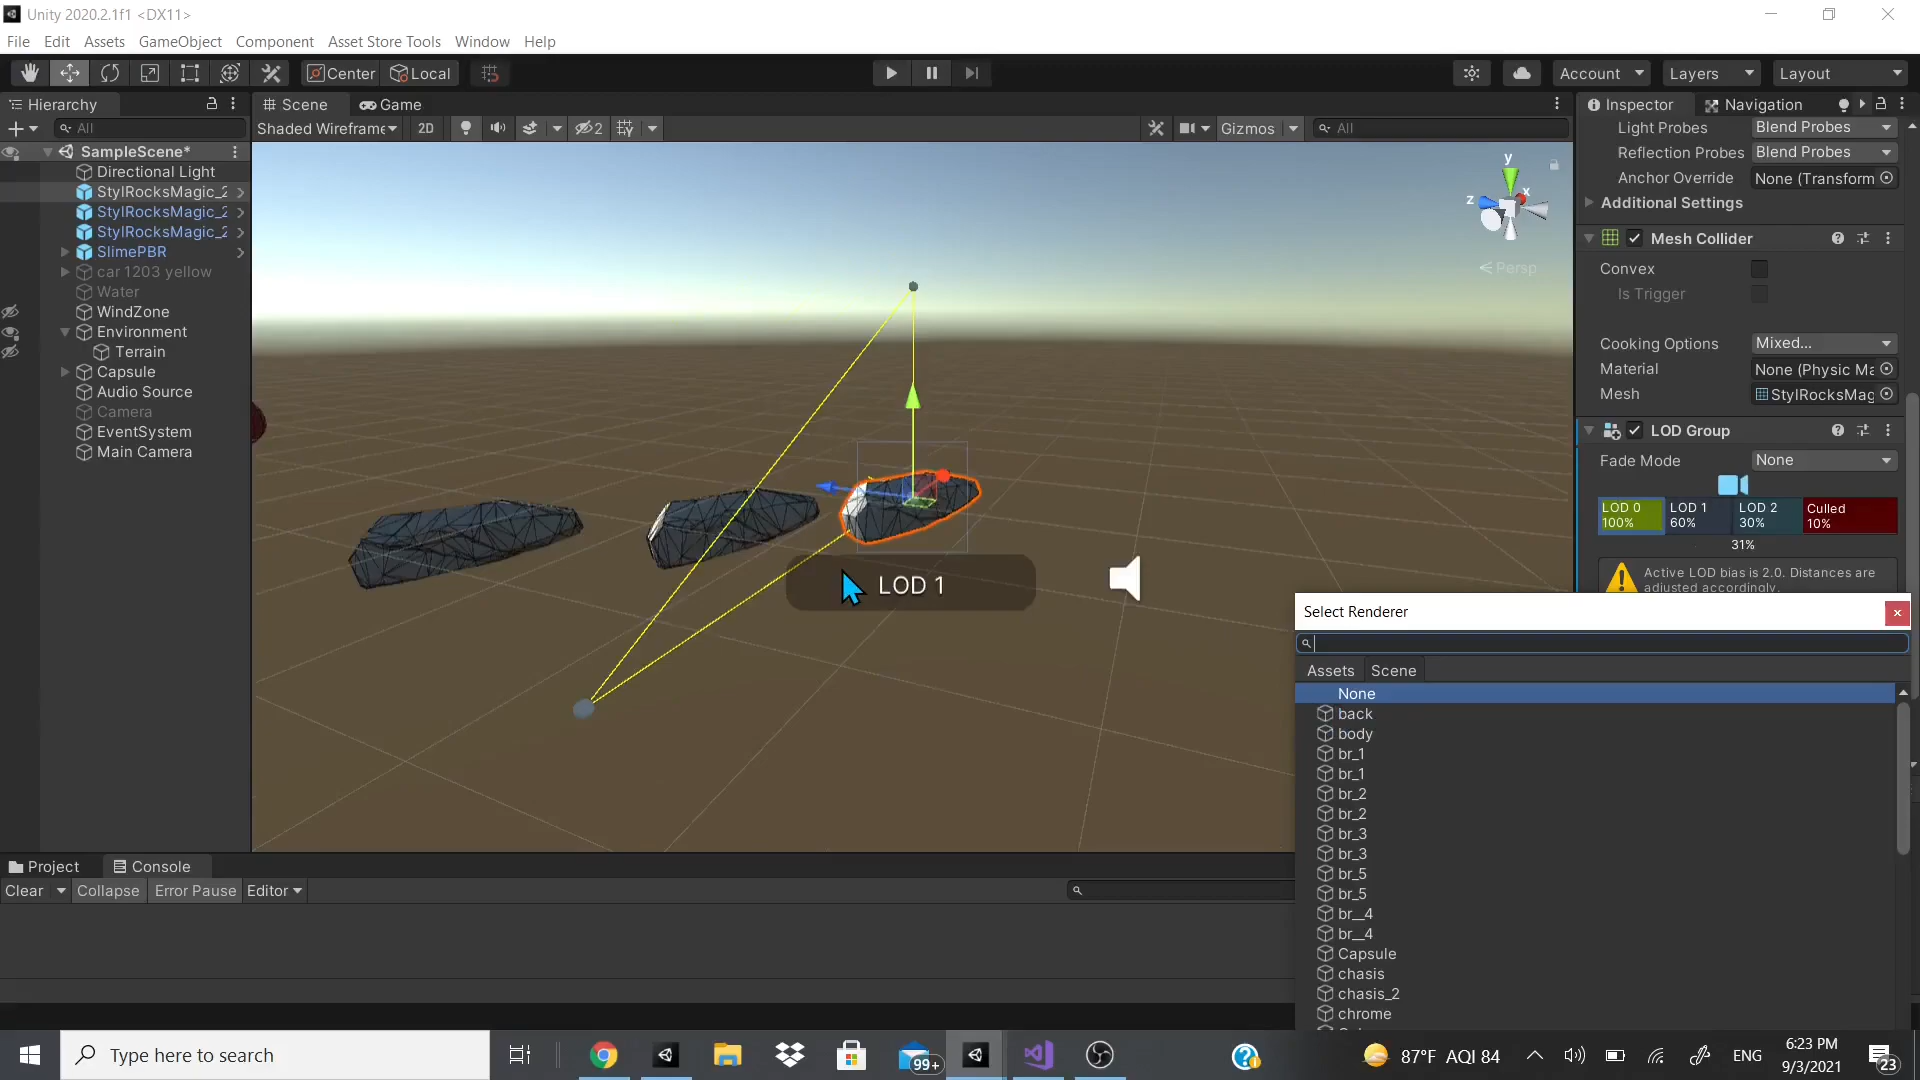 Unity 2020.2.1f1 <DX11>
File Edit Assets GameObject Component Asset Store Tools Window Help
Center Local
Account Layers Layout
Hierarchy
All
SampleScene*
Directional Light
StylRocksMagic_2
StylRocksMagic_2
StylRocksMagic_2
SlimePBR
car 1203 yellow
Water
WindZone
Environment
Terrain
Capsule
Audio Source
Camera
EventSystem
Main Camera
Scene Game
Shaded Wireframe 2D 2 Gizmos All
y
x
z
Persp
LOD 1
Inspector Navigation
Light Probes Blend Probes
Reflection Probes Blend Probes
Anchor Override None (Transform
Additional Settings
Mesh Collider
Convex
Is Trigger
Cooking Options Mixed...
Material None (Physic Ma
Mesh StylRocksMag
LOD Group
Fade Mode None
LOD 0 LOD 1 LOD 2 Culled
100% 60% 30% 10%
31%
Active LOD bias is 2.0. Distances are
adjusted accordingly.
Select Renderer
Assets Scene
None
back
body
br_1
br_1
br_2
br_2
br_3
br_3
br_5
br_5
br__4
br__4
Capsule
chasis
chasis_2
chrome
Project Console
Clear Collapse Error Pause Editor
Type here to search
99+
87°F AQI 84
ENG
6:23 PM
9/3/2021
23